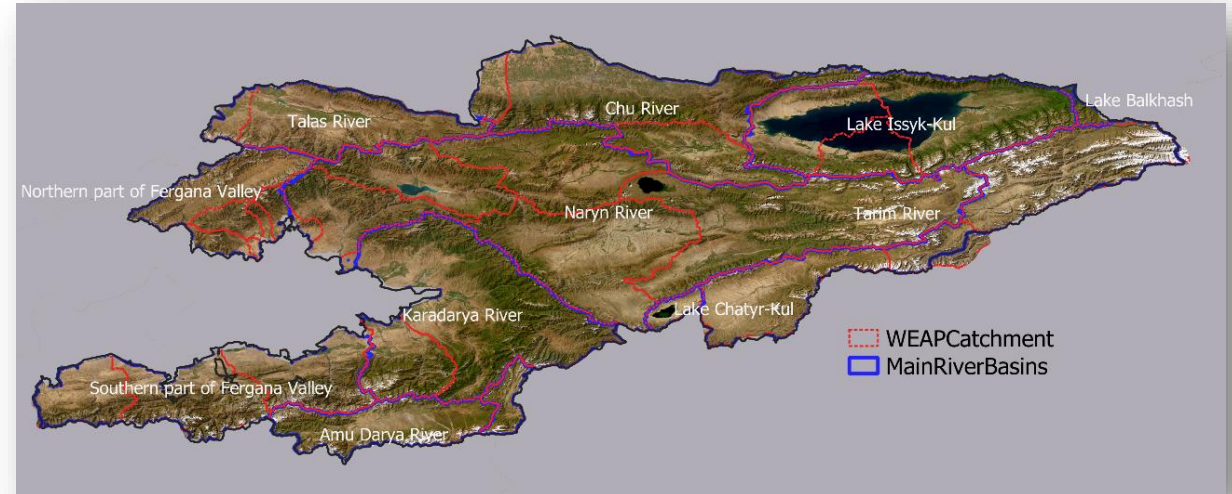 Chu River
Lake Balkhash
Talas River
Lake Issyk-Kul
Northern part of Fergana Valley
Naryn River
Tarim River
Lake Chatyr-Kul
Karadarya River
WEAPCatchment
MainRiverBasins
Southern part of Fergana Valley
Amu Darya River